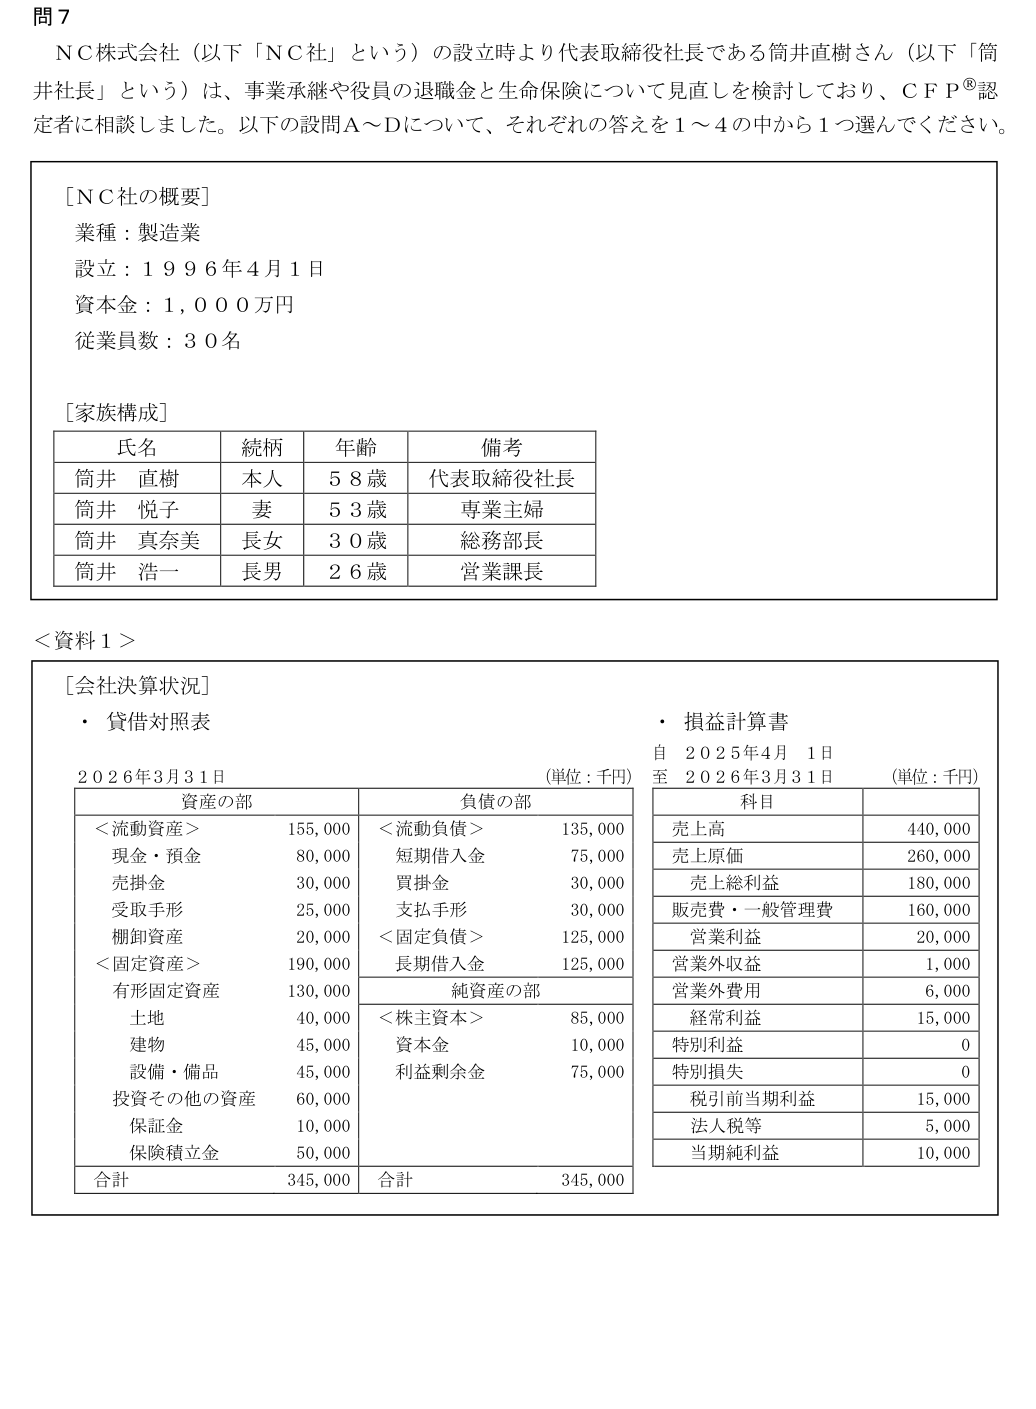 問７
　ＮＣ株式会社（以下「ＮＣ社」という）の設立時より代表取締役社長である筒井直樹さん（以下「筒
井社長」という）は、事業承継や役員の退職金と生命保険について見直しを検討しており、ＣＦＰ®認
定者に相談しました。以下の設問Ａ～Ｄについて、それぞれの答えを１～４の中から１つ選んでください。
［ＮＣ社の概要］
業種：製造業
設立：１９９６年４月１日
資本金：１，０００万円
従業員数：３０名
［家族構成］
氏名　続柄　年齢　備考
筒井　直樹　本人　５８歳　代表取締役社長
筒井　悦子　妻　５３歳　専業主婦
筒井　真奈美　長女　３０歳　総務部長
筒井　浩一　長男　２６歳　営業課長
＜資料１＞
［会社決算状況］
・　貸借対照表
２０２６年３月３１日　（単位：千円）
資産の部　負債の部
＜流動資産＞　155,000　＜流動負債＞　135,000
現金・預金　80,000　短期借入金　75,000
売掛金　30,000　買掛金　30,000
受取手形　25,000　支払手形　30,000
棚卸資産　20,000　＜固定負債＞　125,000
＜固定資産＞　190,000　長期借入金　125,000
有形固定資産　130,000　純資産の部
土地　40,000　＜株主資本＞　85,000
建物　45,000　資本金　10,000
設備・備品　45,000　利益剰余金　75,000
投資その他の資産　60,000
保証金　10,000
保険積立金　50,000
合計　345,000　合計　345,000
・　損益計算書
自　２０２５年４月　１日
至　２０２６年３月３１日　（単位：千円）
科目
売上高　440,000
売上原価　260,000
売上総利益　180,000
販売費・一般管理費　160,000
営業利益　20,000
営業外収益　1,000
営業外費用　6,000
経常利益　15,000
特別利益　0
特別損失　0
税引前当期利益　15,000
法人税等　5,000
当期純利益　10,000